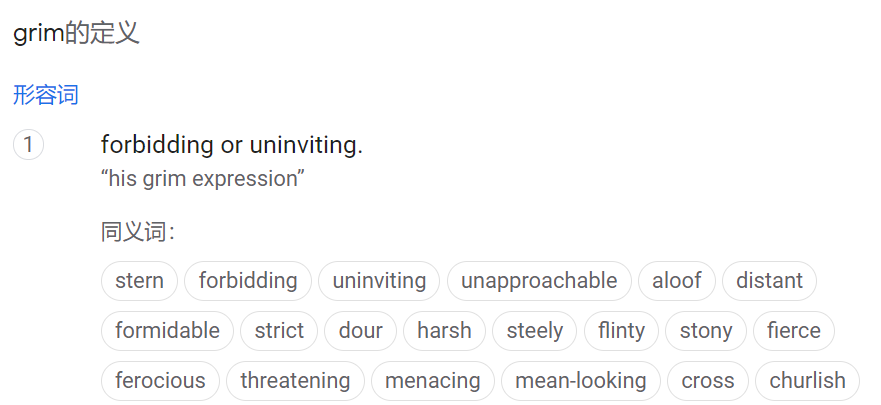 grim的定义
形容词
1 forbidding or uninviting.
“his grim expression”
同义词：
stern forbidding uninviting unapproachable aloof distant
formidable strict dour harsh steely flinty stony fierce
ferocious threatening menacing mean-looking cross churlish